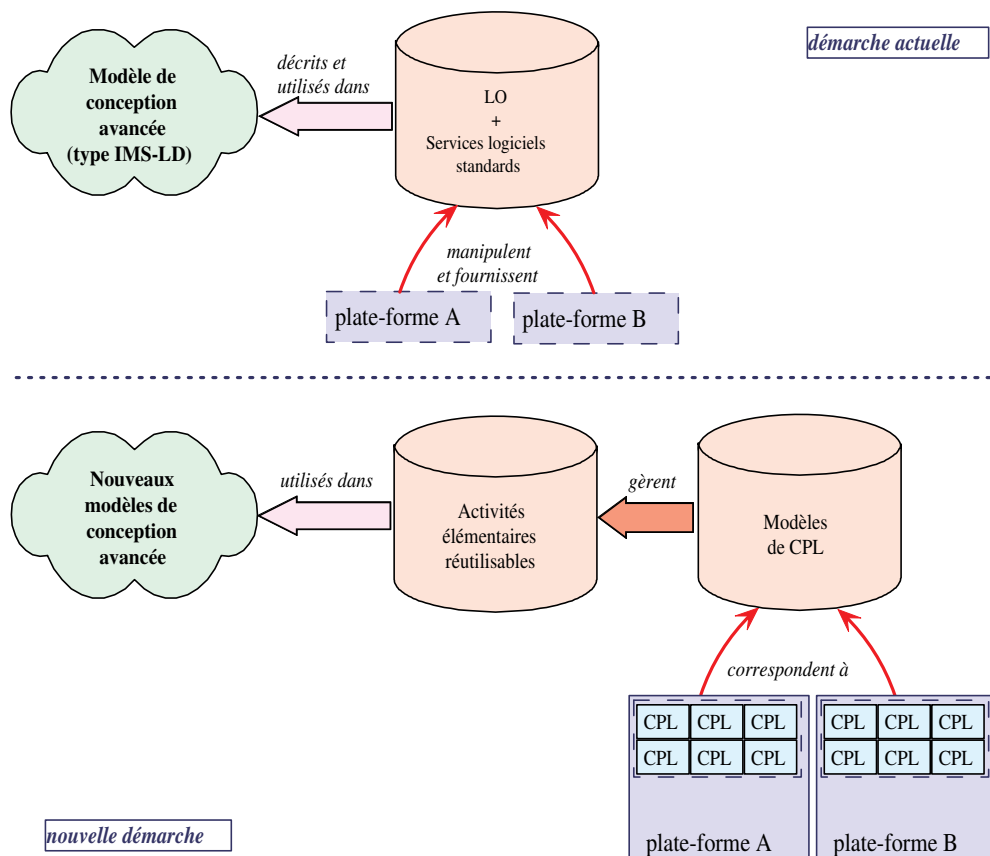 démarche actuelle
Modèle de
conception
avancée
(type IMS-LD)
décrits et
utilisés dans
LO
+
Services logiciels
standards
manipulent
et fournissent
plate-forme A
plate-forme B
Nouveaux
modèles de
conception
avancée
utilisés dans
Activités
élémentaires
réutilisables
gèrent
Modèles
de CPL
correspondent à
CPL CPL CPL
CPL CPL CPL
plate-forme A
CPL CPL CPL
CPL CPL CPL
plate-forme B
nouvelle démarche